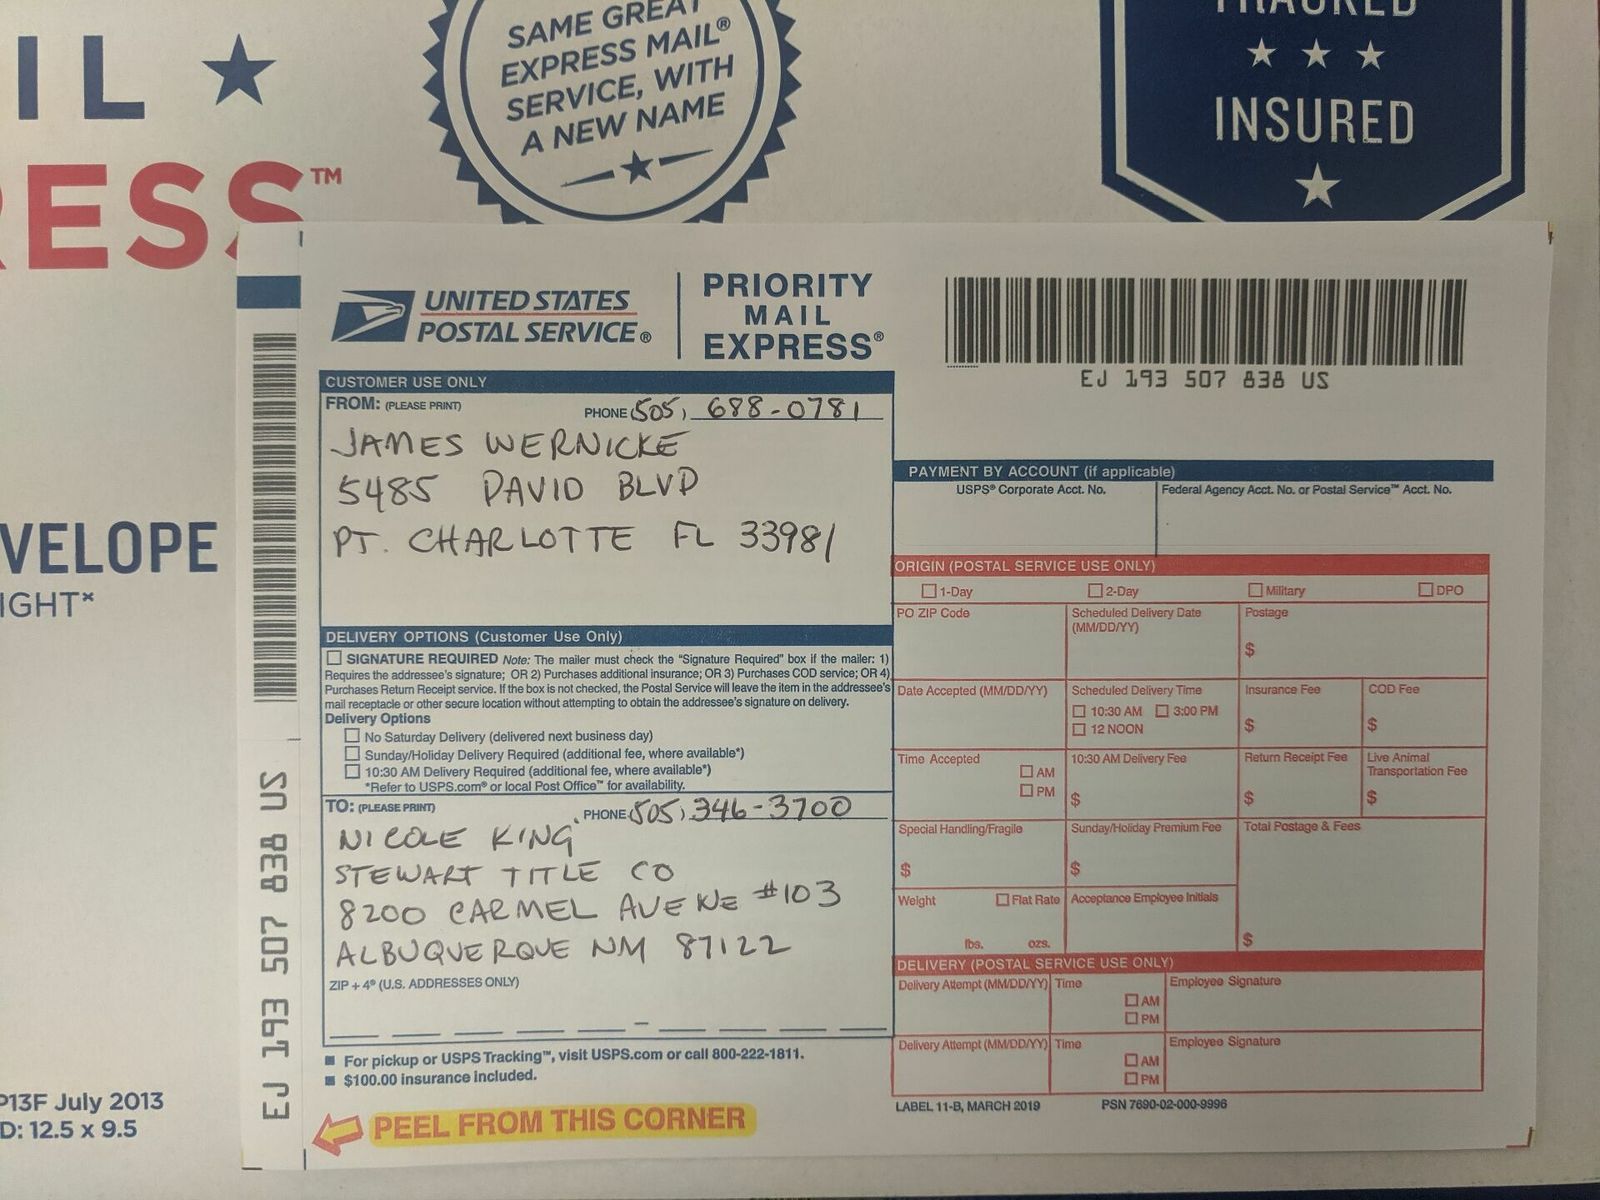 IL ★
RESS™
SAME GREAT
EXPRESS MAIL®
SERVICE, WITH
A NEW NAME
TRACKED
INSURED
VELOPE
IGHT*
P13F July 2013
D: 12.5 x 9.5
UNITED STATES
POSTAL SERVICE®
PRIORITY
MAIL
EXPRESS®
EJ 193 507 838 US
EJ 193 507 838 US
CUSTOMER USE ONLY
FROM: (PLEASE PRINT) PHONE (505) 688-0781
JAMES WERNICKE
5485 DAVID BLVD
PT. CHARLOTTE FL 33981
DELIVERY OPTIONS (Customer Use Only)
SIGNATURE REQUIRED Note: The mailer must check the "Signature Required" box if the mailer: 1)
Requires the addressee's signature; OR 2) Purchases additional insurance; OR 3) Purchases COD service; OR 4)
Purchases Return Receipt service. If the box is not checked, the Postal Service will leave the item in the addressee's
mail receptacle or other secure location without attempting to obtain the addressee's signature on delivery.
Delivery Options
No Saturday Delivery (delivered next business day)
Sunday/Holiday Delivery Required (additional fee, where available*)
10:30 AM Delivery Required (additional fee, where available*)
*Refer to USPS.com® or local Post Office™ for availability.
TO: (PLEASE PRINT) PHONE (505) 346-3700
NICOLE KING
STEWART TITLE CO
8200 CARMEL AVE NE #103
ALBUQUERQUE NM 87122
ZIP + 4® (U.S. ADDRESSES ONLY)
For pickup or USPS Tracking™, visit USPS.com or call 800-222-1811.
$100.00 insurance included.
PEEL FROM THIS CORNER
PAYMENT BY ACCOUNT (if applicable)
USPS® Corporate Acct. No. Federal Agency Acct. No. or Postal Service™ Acct. No.
ORIGIN (POSTAL SERVICE USE ONLY)
1-Day 2-Day Military DPO
PO ZIP Code Scheduled Delivery Date Postage
(MM/DD/YY)
$
Date Accepted (MM/DD/YY) Scheduled Delivery Time Insurance Fee COD Fee
10:30 AM 3:00 PM
12 NOON $ $
Time Accepted 10:30 AM Delivery Fee Return Receipt Fee Live Animal
Transportation Fee
AM
PM $ $ $
Special Handling/Fragile Sunday/Holiday Premium Fee Total Postage & Fees
$ $
Weight Flat Rate Acceptance Employee Initials
lbs. ozs. $
DELIVERY (POSTAL SERVICE USE ONLY)
Delivery Attempt (MM/DD/YY) Time Employee Signature
AM
PM
Delivery Attempt (MM/DD/YY) Time Employee Signature
AM
PM
LABEL 11-B, MARCH 2019 PSN 7690-02-000-9996